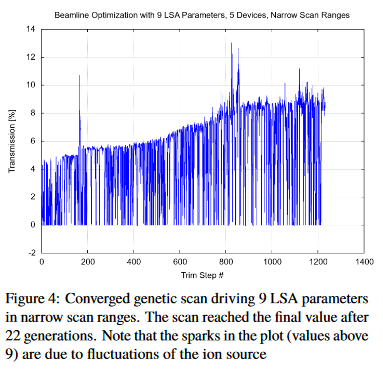 Beamline Optimization with 9 LSA Parameters, 5 Devices, Narrow Scan Ranges
14
12
10
8
6
4
2
0
-2
Transmission [%]
0 200 400 600 800 1000 1200 1400
Trim Step #
Figure 4: Converged genetic scan driving 9 LSA parameters
in narrow scan ranges. The scan reached the final value after
22 generations. Note that the sparks in the plot (values above
9) are due to fluctuations of the ion source